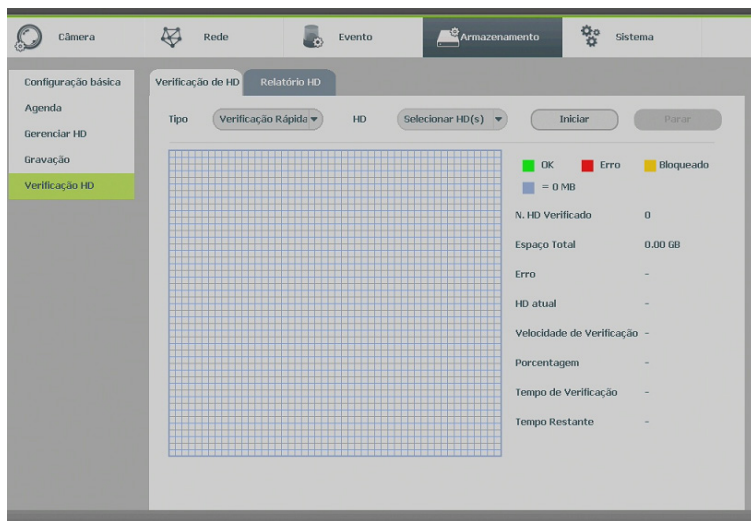 Câmera Rede Evento Armazenamento Sistema
Configuração básica
Agenda
Gerenciar HD
Gravação
Verificação HD
Verificação de HD Relatório HD
Tipo Verificação Rápida HD Selecionar HD(s) Iniciar Parar
OK Erro Bloqueado
= 0 MB
N. HD Verificado 0
Espaço Total 0.00 GB
Erro -
HD atual -
Velocidade de Verificação -
Porcentagem -
Tempo de Verificação -
Tempo Restante -